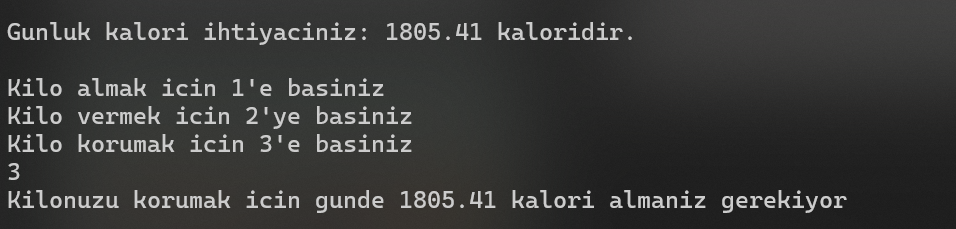 Gunluk kalori ihtiyaciniz: 1805.41 kaloridir.
Kilo almak icin 1'e basiniz
Kilo vermek icin 2'ye basiniz
Kilo korumak icin 3'e basiniz
3
Kilonuzu korumak icin gunde 1805.41 kalori almaniz gerekiyor